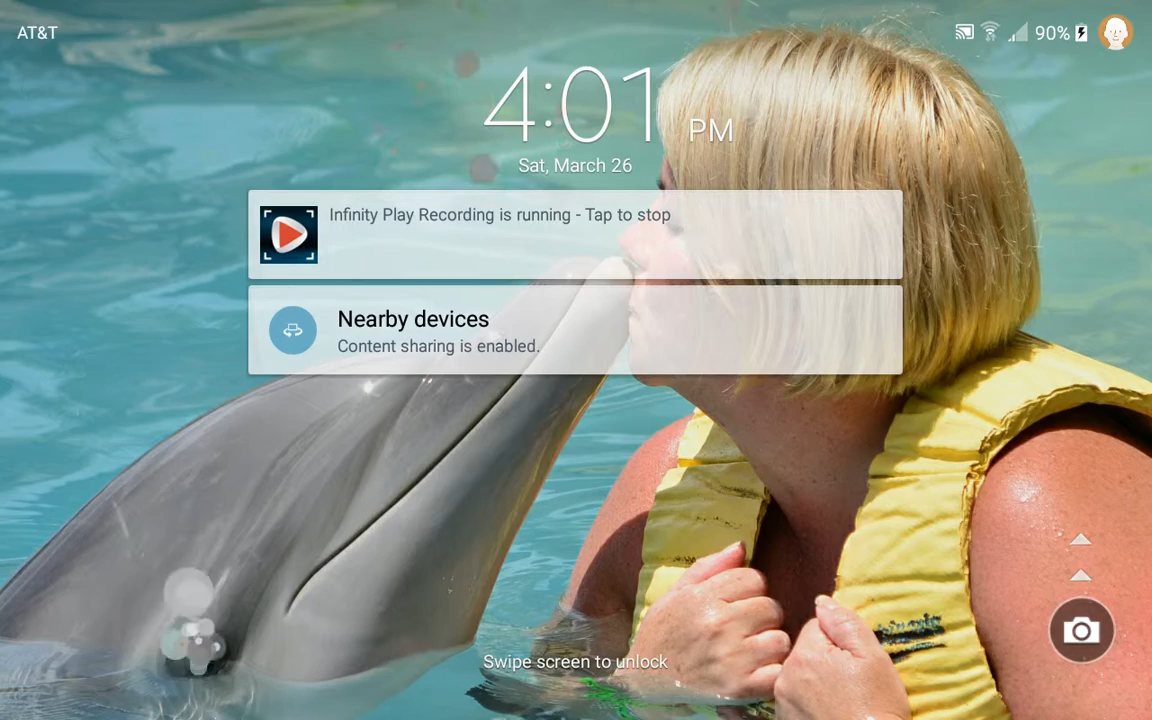 AT&T
90%
4:01 PM
Sat, March 26
Infinity Play Recording is running - Tap to stop
Nearby devices
Content sharing is enabled.
Swipe screen to unlock